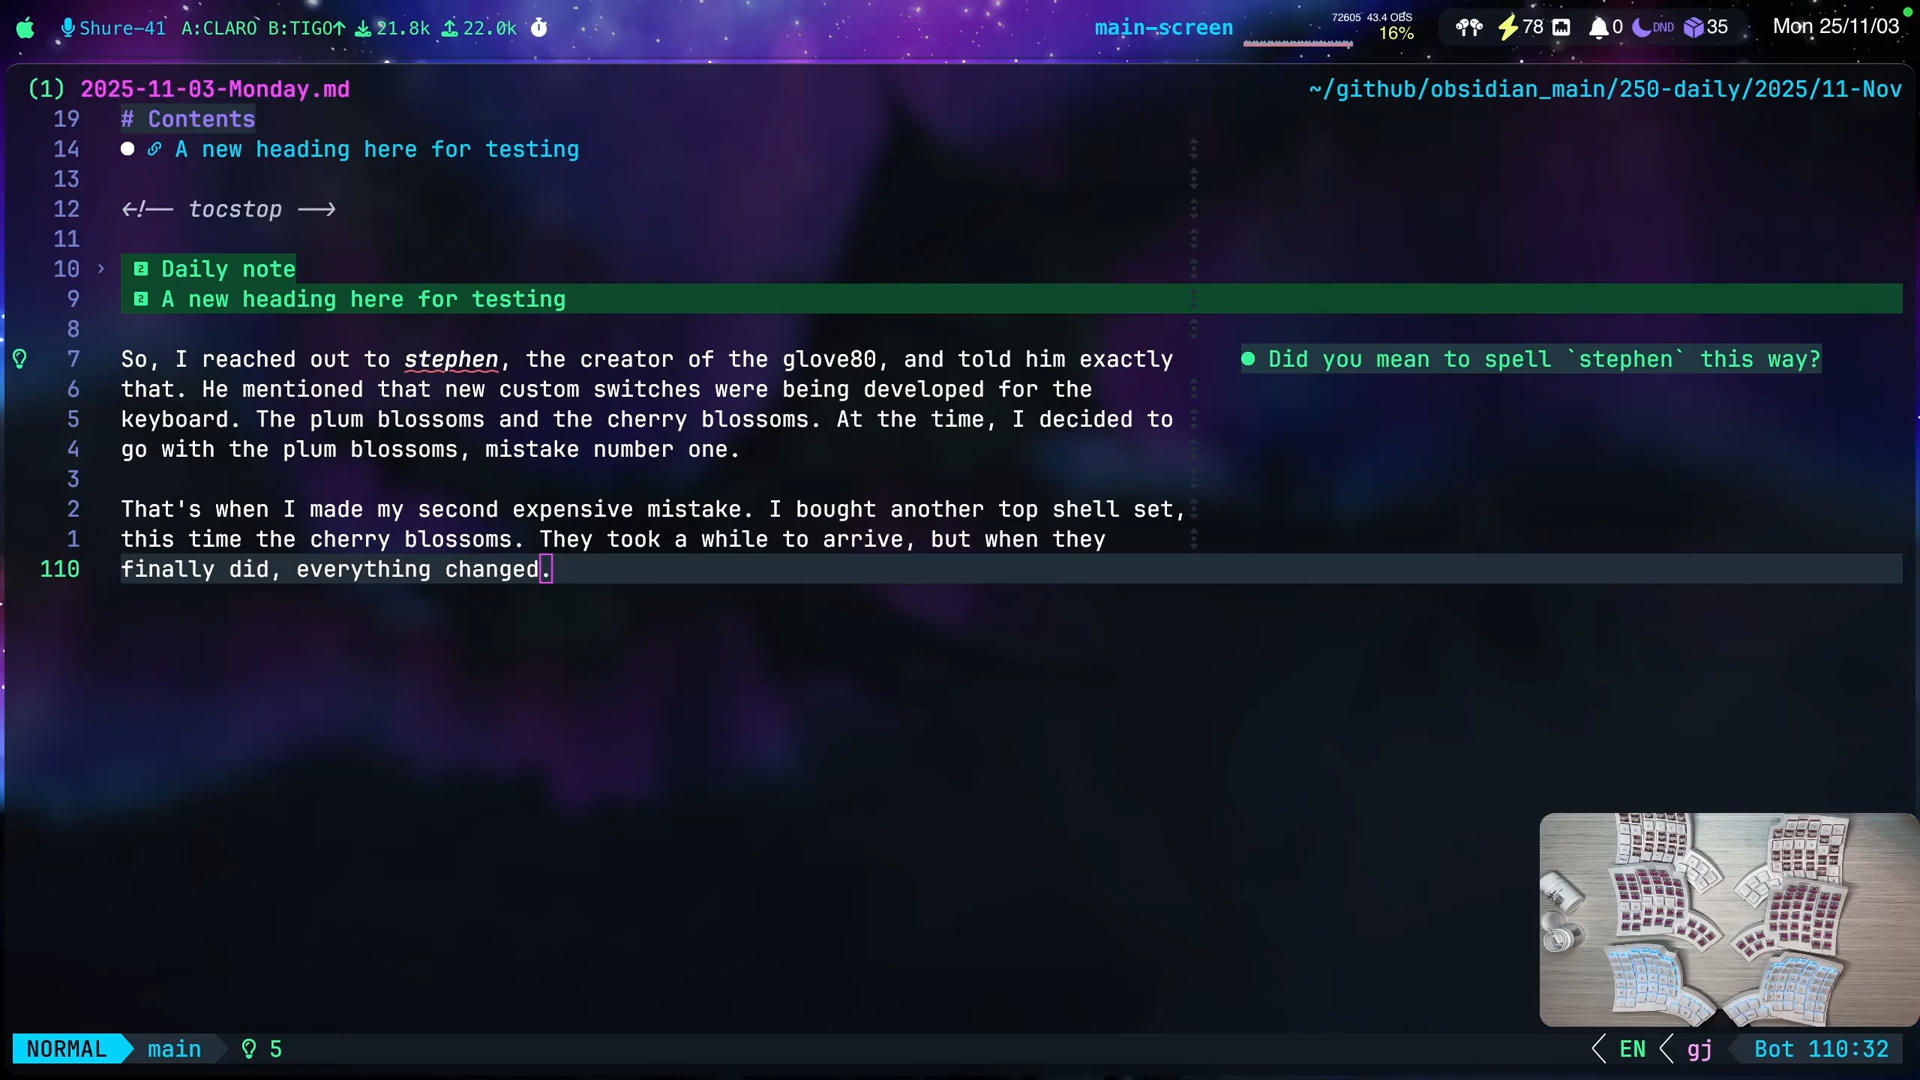 Shure-41 A:CLARO B:TIGO↑ 21.8k 22.0k main-screen 72605 43.4 OBS 16% 78 0 DND 35 Mon 25/11/03
(1) 2025-11-03-Monday.md ~/github/obsidian_main/250-daily/2025/11-Nov
19 # Contents
14 A new heading here for testing
13
12 <!-- tocstop -->
11
10 > 2 Daily note
9 2 A new heading here for testing
8
7 So, I reached out to stephen, the creator of the glove80, and told him exactly ● Did you mean to spell `stephen` this way?
6 that. He mentioned that new custom switches were being developed for the
5 keyboard. The plum blossoms and the cherry blossoms. At the time, I decided to
4 go with the plum blossoms, mistake number one.
3
2 That's when I made my second expensive mistake. I bought another top shell set,
1 this time the cherry blossoms. They took a while to arrive, but when they
110 finally did, everything changed.
NORMAL main 5 EN gj Bot 110:32